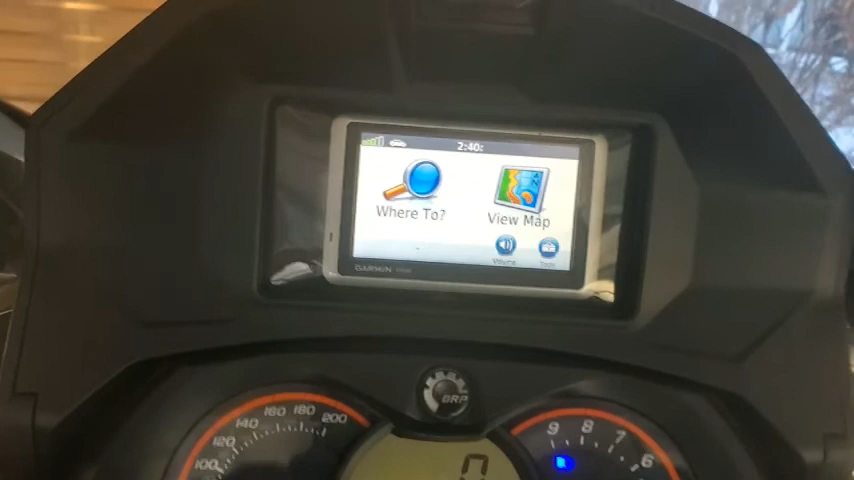 2:40
Where To?
View Map
Volume
Tools
GARMIN
BRP
100 120 140 160 180 200
0
9 8 7 6